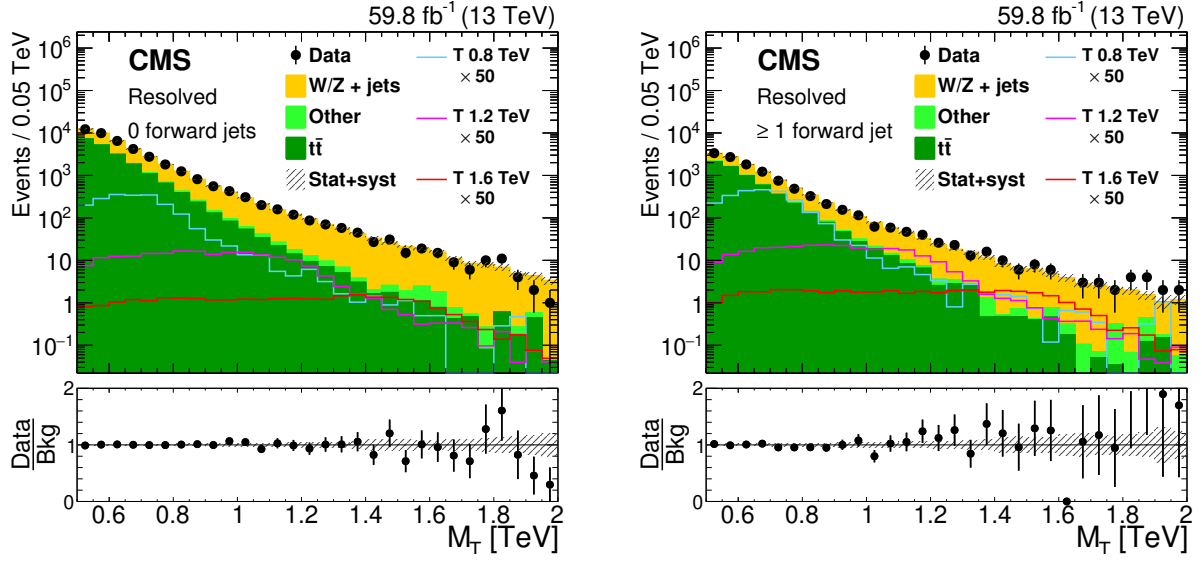 59.8 fb⁻¹ (13 TeV)
Events / 0.05 TeV
10⁶
10⁵
10⁴
10³
10²
10
1
10⁻¹
CMS
Resolved
0 forward jets
Data
W/Z + jets
Other
tt̄
Stat+syst
T 0.8 TeV
× 50
T 1.2 TeV
× 50
T 1.6 TeV
× 50
Data
Bkg
2
1
0
0.6 0.8 1 1.2 1.4 1.6 1.8 2
M_T [TeV]
59.8 fb⁻¹ (13 TeV)
Events / 0.05 TeV
10⁶
10⁵
10⁴
10³
10²
10
1
10⁻¹
CMS
Resolved
≥ 1 forward jet
Data
W/Z + jets
Other
tt̄
Stat+syst
T 0.8 TeV
× 50
T 1.2 TeV
× 50
T 1.6 TeV
× 50
Data
Bkg
2
1
0
0.6 0.8 1 1.2 1.4 1.6 1.8 2
M_T [TeV]